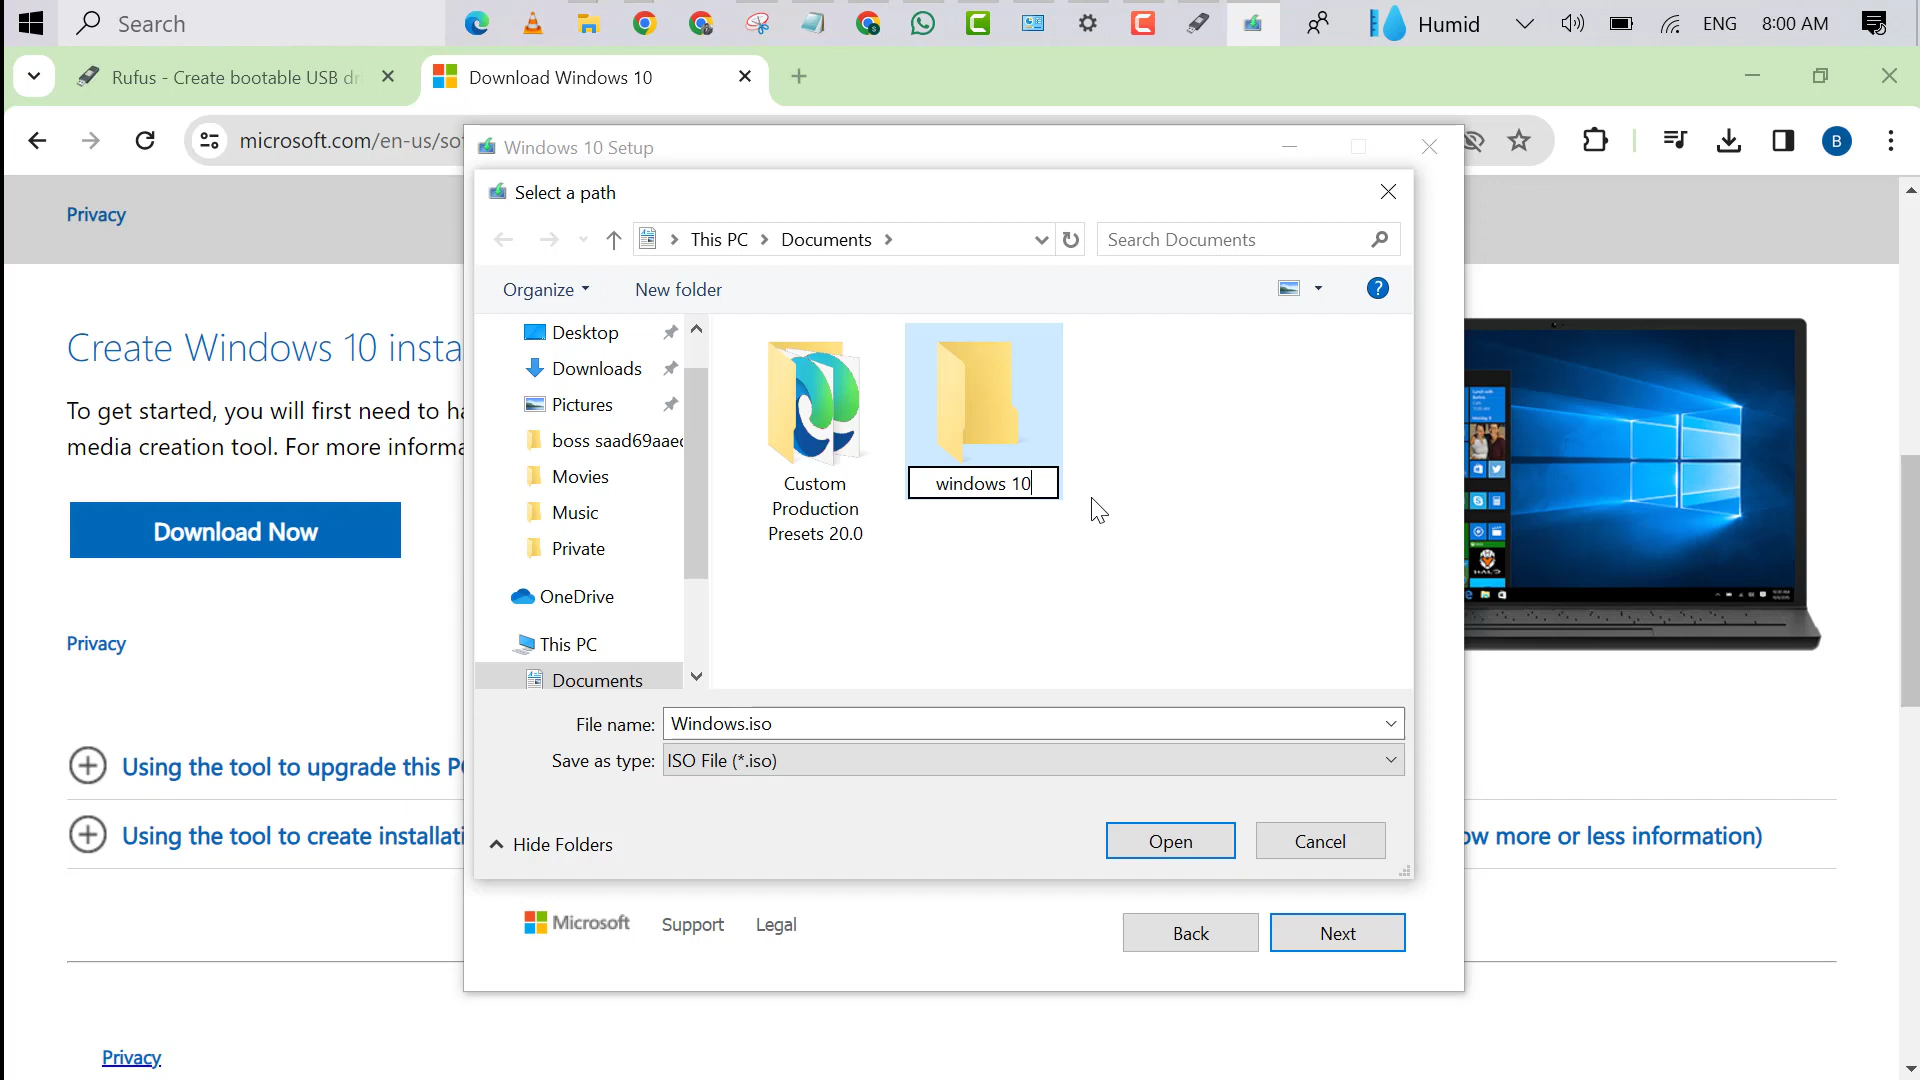 Search
Humid
ENG
8:00 AM
Rufus - Create bootable USB dr
Download Windows 10
microsoft.com/en-us/so
B
Windows 10 Setup
Select a path
This PC
Documents
Search Documents
Organize
New folder
?
Desktop
Downloads
Pictures
boss saad69aaed
Movies
Music
Private
OneDrive
This PC
Documents
Custom
Production
Presets 20.0
windows 10
File name:
Windows.iso
Save as type:
ISO File (*.iso)
Hide Folders
Open
Cancel
Microsoft
Support
Legal
Back
Next
Privacy
Create Windows 10 insta
To get started, you will first need to ha
media creation tool. For more informa
Download Now
Privacy
Using the tool to upgrade this P
Using the tool to create installati
ow more or less information)
Privacy